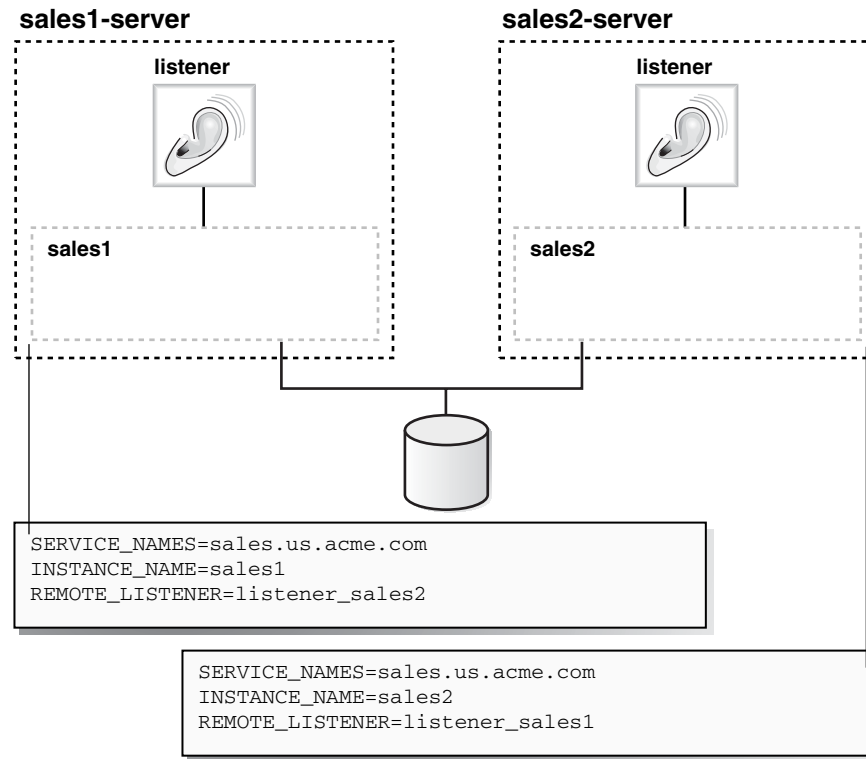 sales1-server
sales2-server
listener
listener
sales1
sales2
SERVICE_NAMES=sales.us.acme.com
INSTANCE_NAME=sales1
REMOTE_LISTENER=listener_sales2
SERVICE_NAMES=sales.us.acme.com
INSTANCE_NAME=sales2
REMOTE_LISTENER=listener_sales1